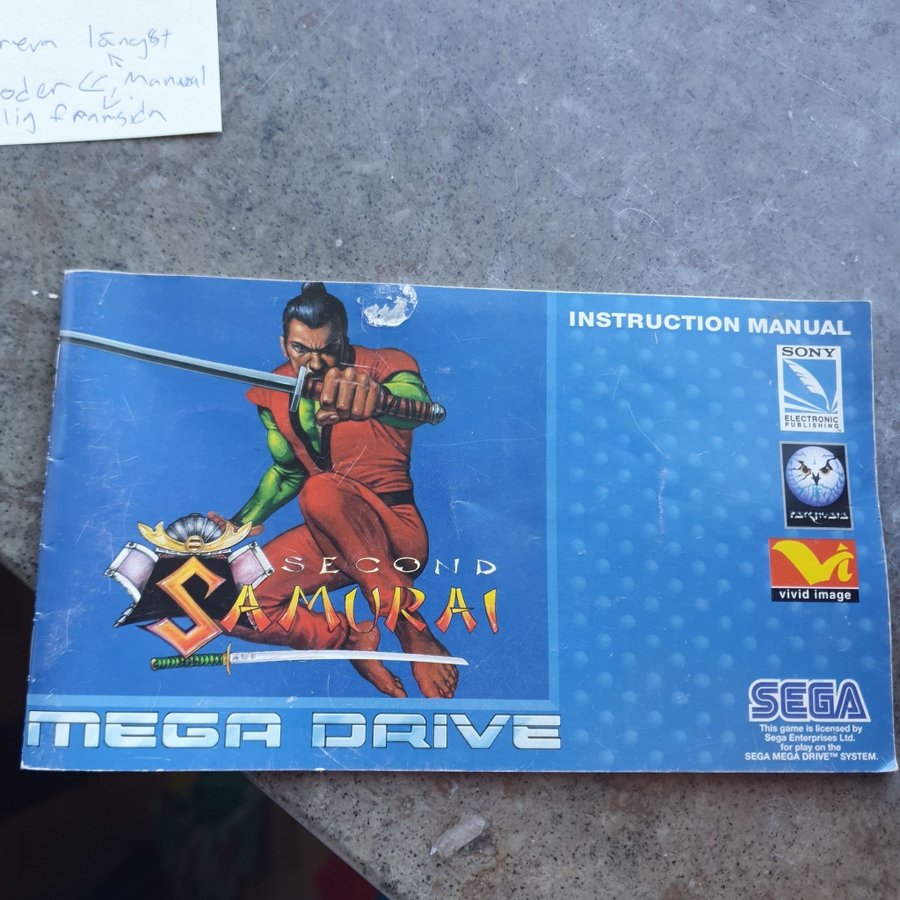 längst
Manual
INSTRUCTION MANUAL
SONY
ELECTRONIC
PUBLISHING
PSYGNOSIS
vivid image
SECOND
SAMURAI
MEGA DRIVE
SEGA
This game is licensed by
Sega Enterprises Ltd.
for play on the
SEGA MEGA DRIVE™ SYSTEM.